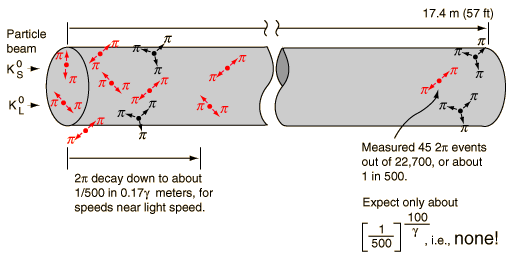 17.4 m (57 ft)
Particle
beam
K⁰S
K⁰L
π π π π π π
π π π π π
π π π π π π
π π π π π π π
π π π π π
2π decay down to about
1/500 in 0.17γ meters, for
speeds near light speed.
Measured 45 2π events
out of 22,700, or about
1 in 500.
Expect only about
[1/500]^(100/γ), i.e., none!